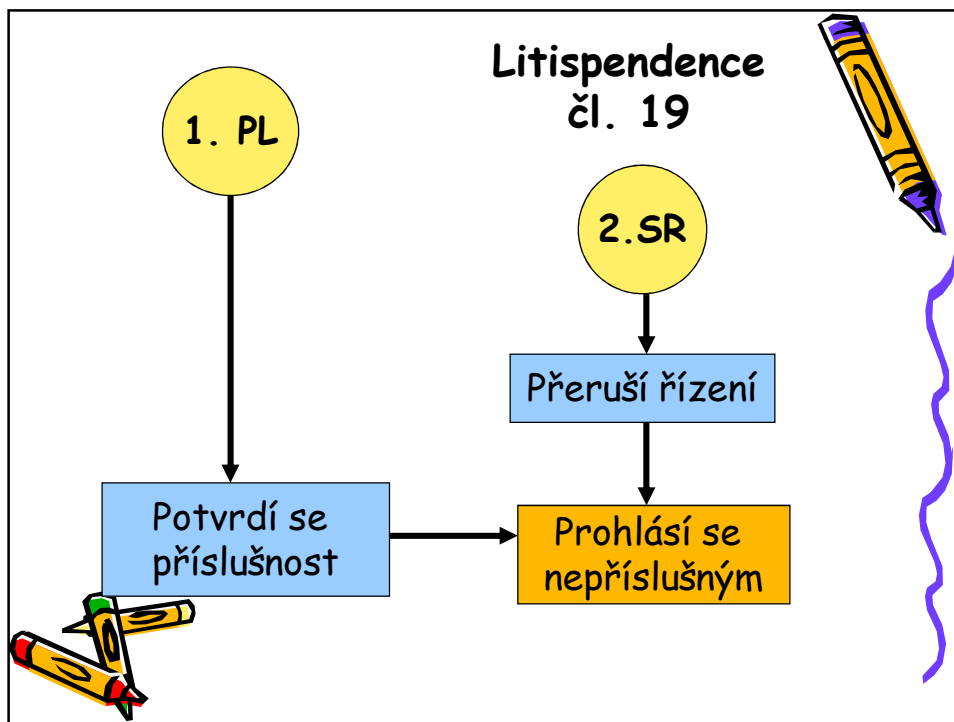 Litispendence
čl. 19
1. PL
2.SR
Přeruší řízení
Potvrdí se
příslušnost
Prohlásí se
nepříslušným